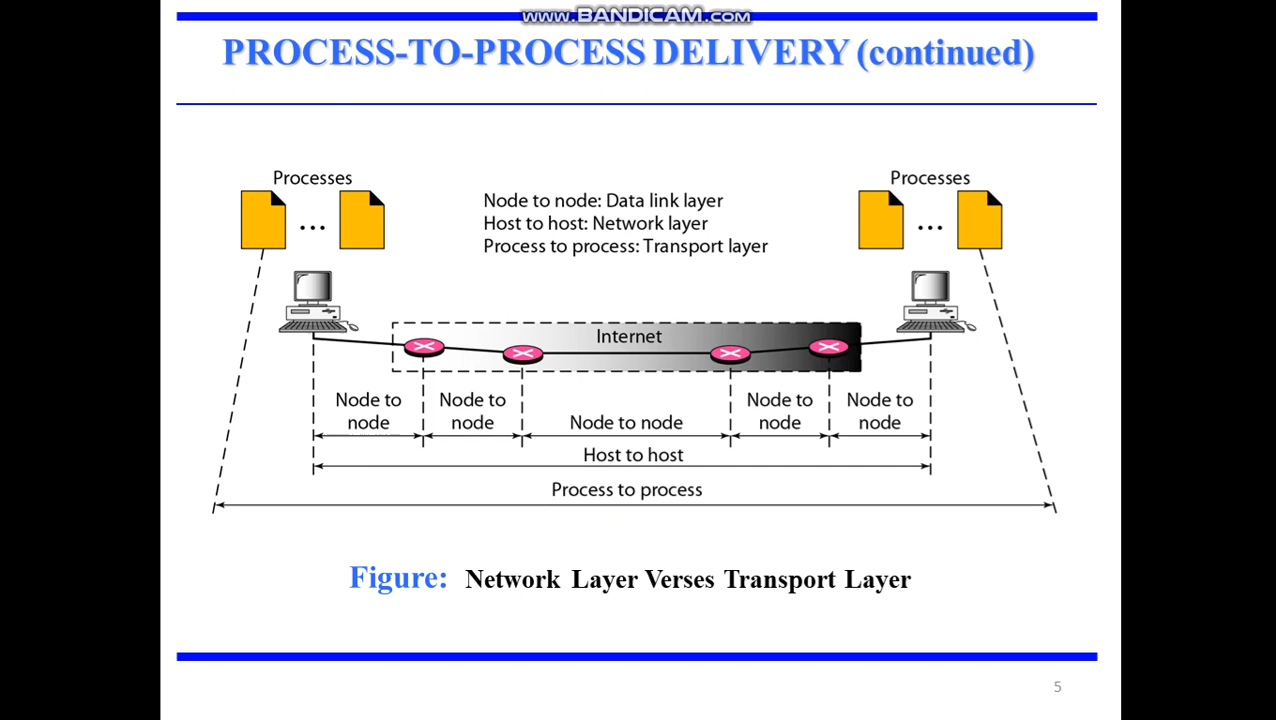 WWW.BANDICAM.COM
PROCESS-TO-PROCESS DELIVERY (continued)
Processes
Processes
Node to node: Data link layer
Host to host: Network layer
Process to process: Transport layer
...
...
Internet
Node to
node
Node to
node
Node to node
Node to
node
Node to
node
Host to host
Process to process
Figure: Network Layer Verses Transport Layer
5